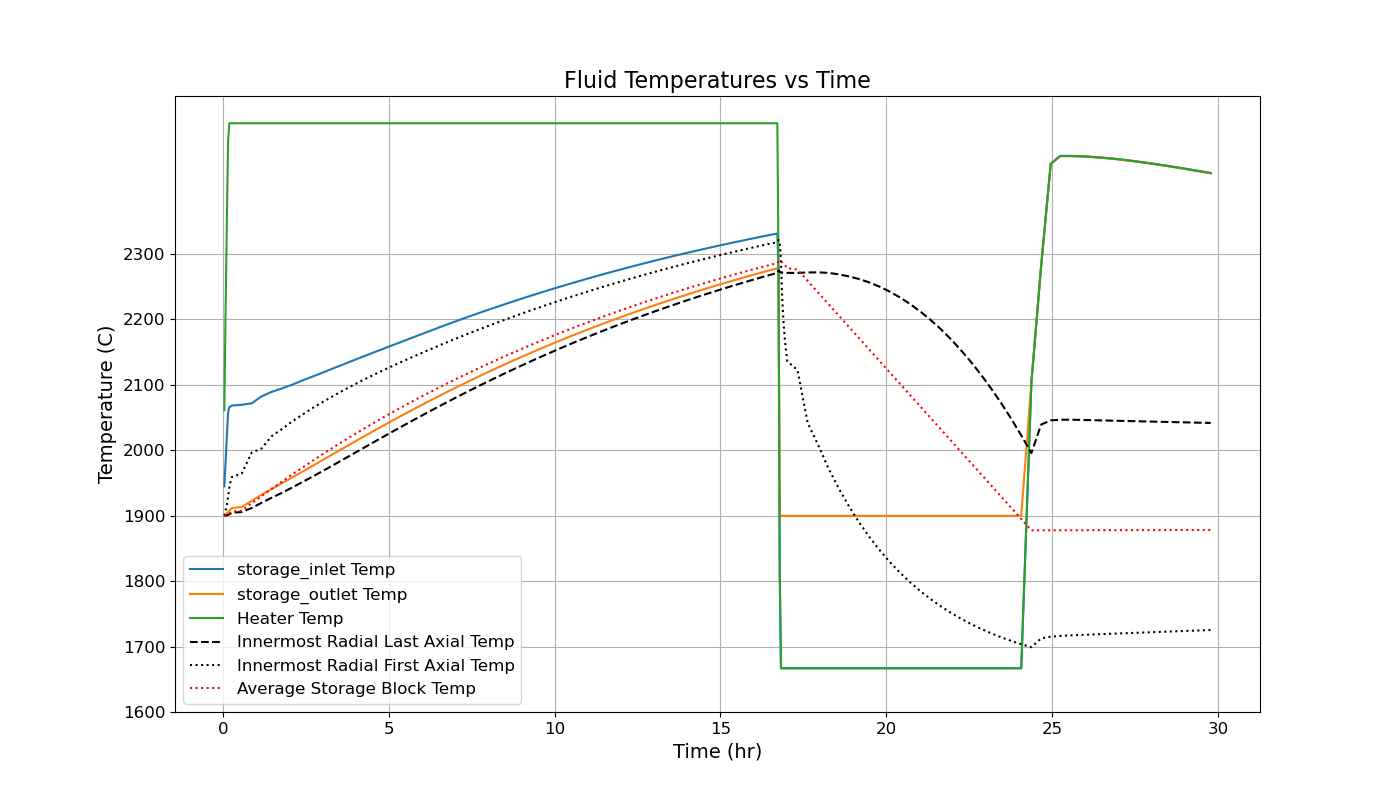 Fluid Temperatures vs Time
Temperature (C)
2300
2200
2100
2000
1900
1800
1700
1600
storage_inlet Temp
storage_outlet Temp
Heater Temp
Innermost Radial Last Axial Temp
Innermost Radial First Axial Temp
Average Storage Block Temp
0 5 10 15 20 25 30
Time (hr)